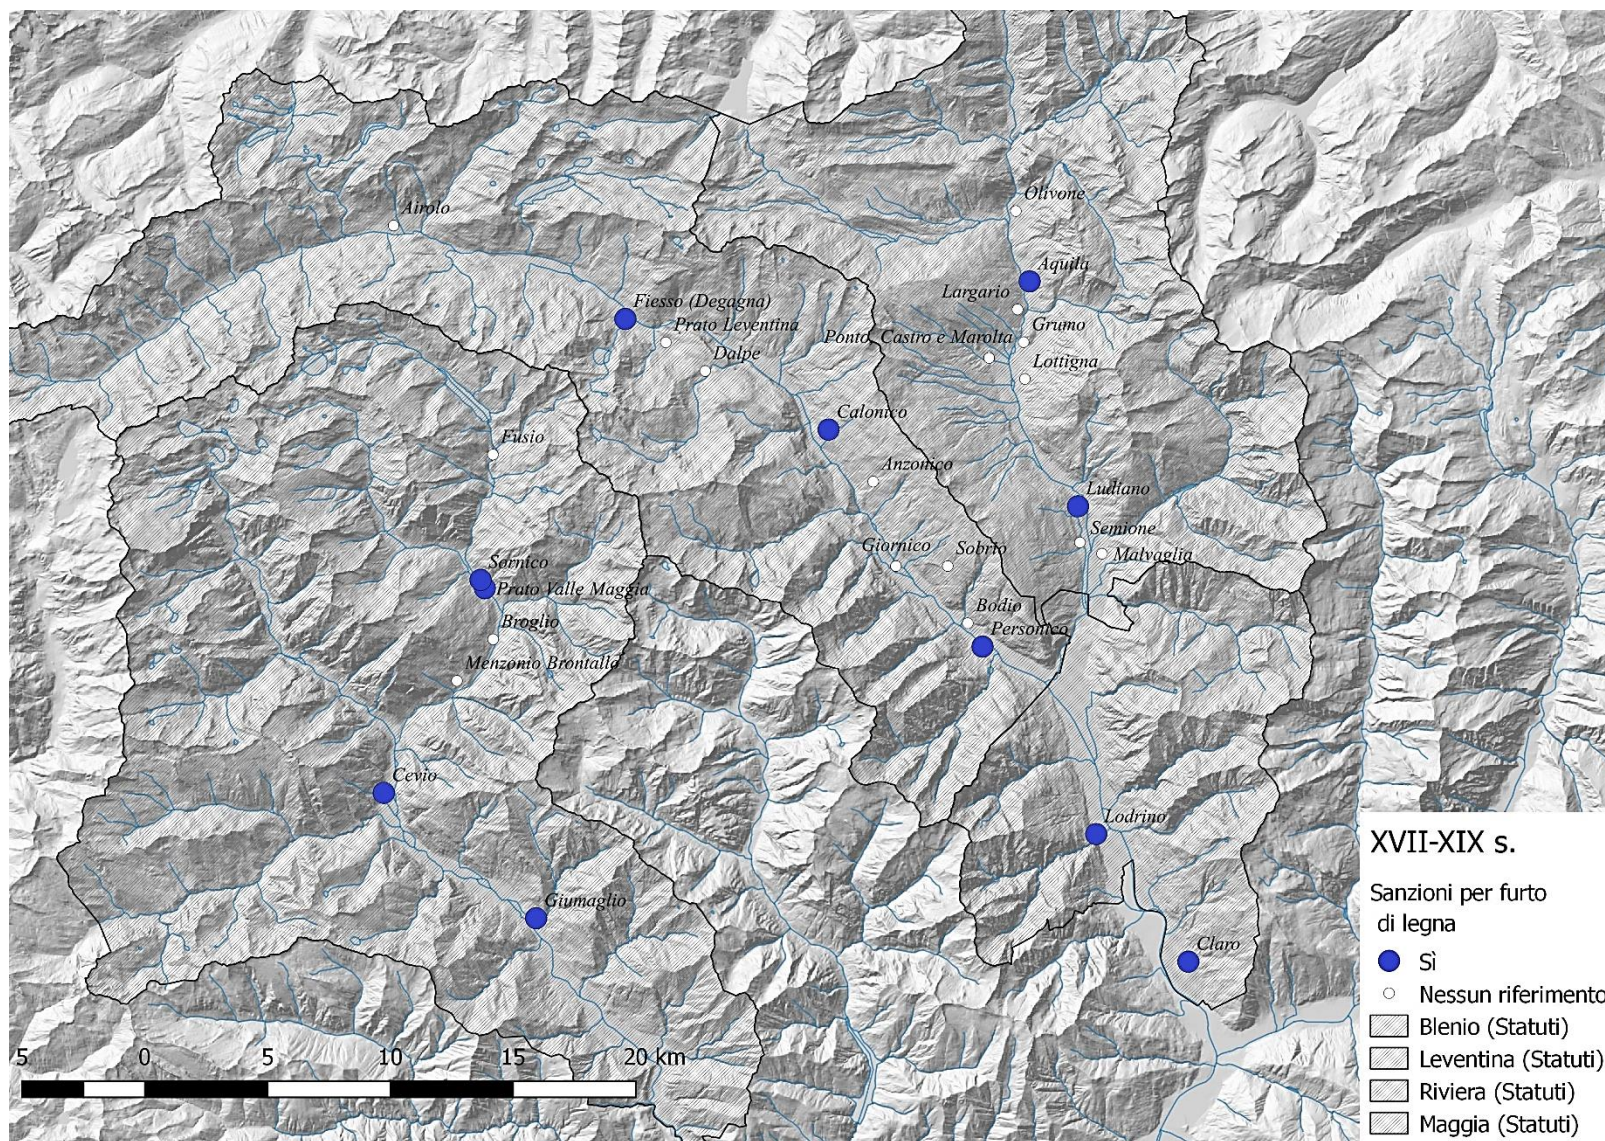 Airolo
Olivone
Aquila
Largario
Fiesso (Degagna)
Prato Leventina
Grumo
Ponto, Castro e Marolta
Dalpe
Lottigna
Calonico
Fusio
Anzonico
Ludiano
Semione
Giornico
Sobrio
Malvaglia
Sornico
Prato Valle Maggia
Bodio
Broglio
Personico
Menzonio Brontallo
Cevio
Lodrino
Giumaglio
Claro
XVII-XIX s.
Sanzioni per furto
di legna
Sì
Nessun riferimento
Blenio (Statuti)
Leventina (Statuti)
Riviera (Statuti)
Maggia (Statuti)
5 0 5 10 15 20 km